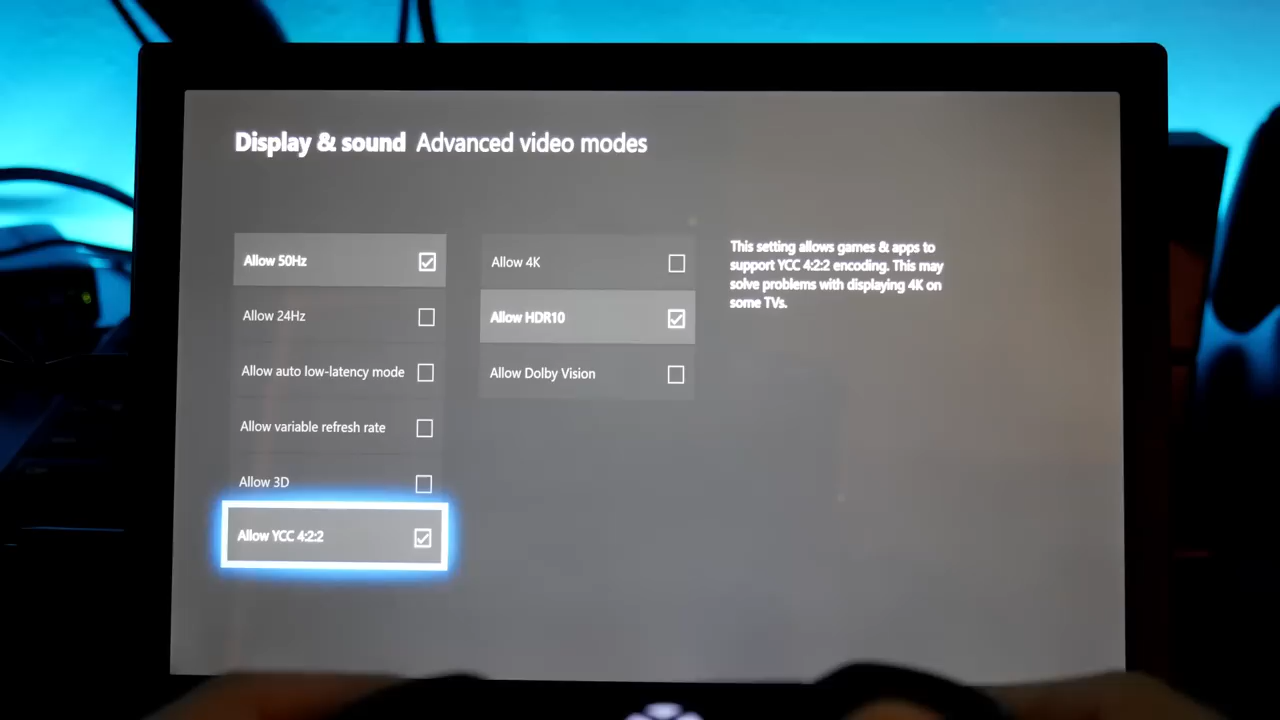 Display & sound Advanced video modes
Allow 50Hz
Allow 24Hz
Allow auto low-latency mode
Allow variable refresh rate
Allow 3D
Allow YCC 4:2:2
Allow 4K
Allow HDR10
Allow Dolby Vision
This setting allows games & apps to
support YCC 4:2:2 encoding. This may
solve problems with displaying 4K on
some TVs.